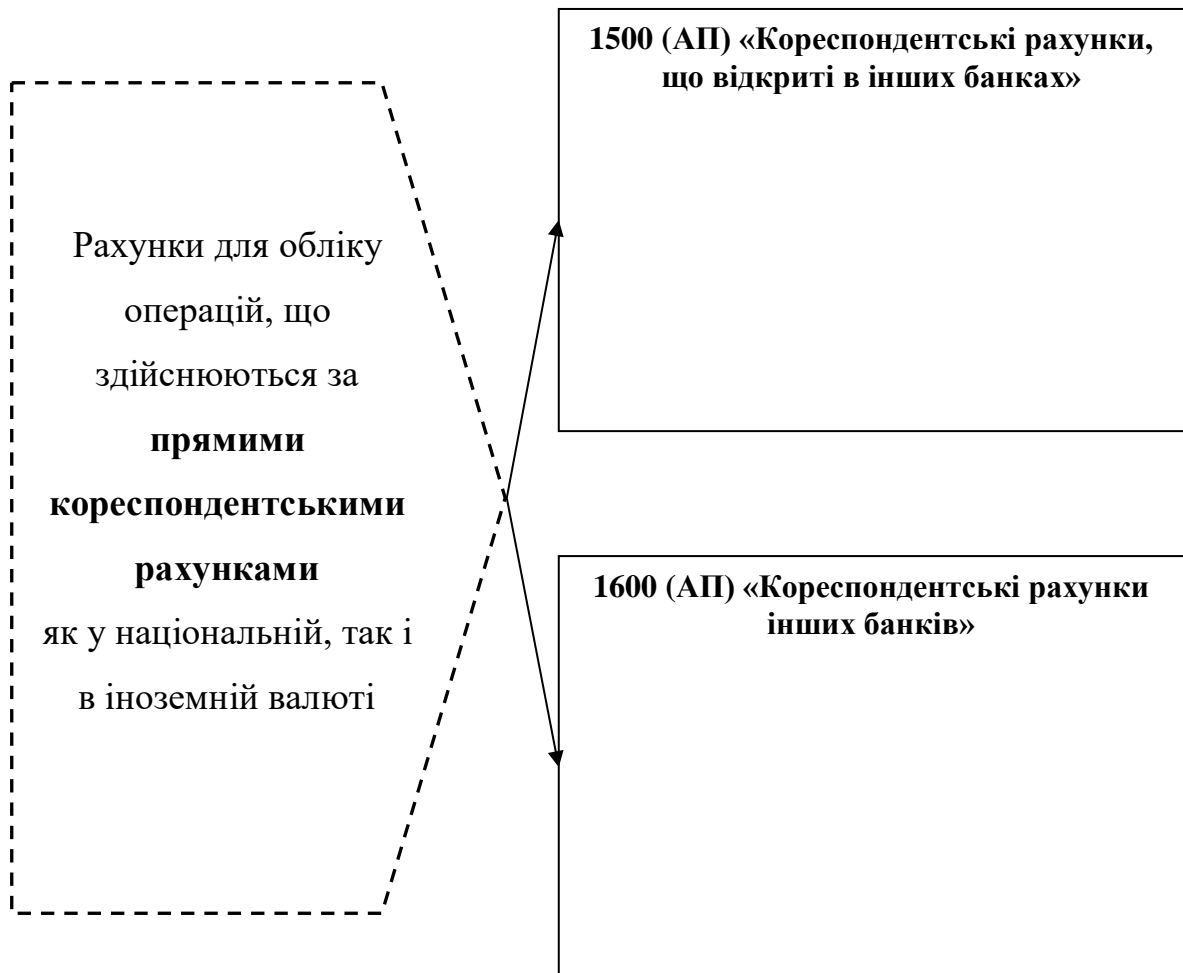 Рахунки для обліку
операцій, що
здійснюються за
прямими
кореспондентськими
рахунками
як у національній, так і
в іноземній валюті
1500 (АП) «Кореспондентські рахунки,
що відкриті в інших банках»
1600 (АП) «Кореспондентські рахунки
інших банків»